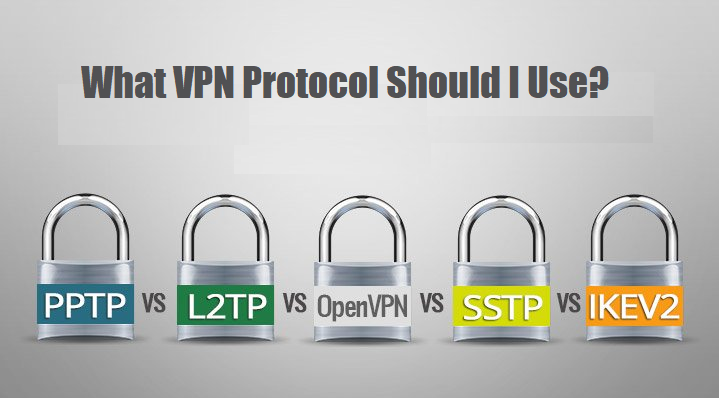 What VPN Protocol Should I Use?
PPTP VS L2TP VS OpenVPN VS SSTP VS IKEV2